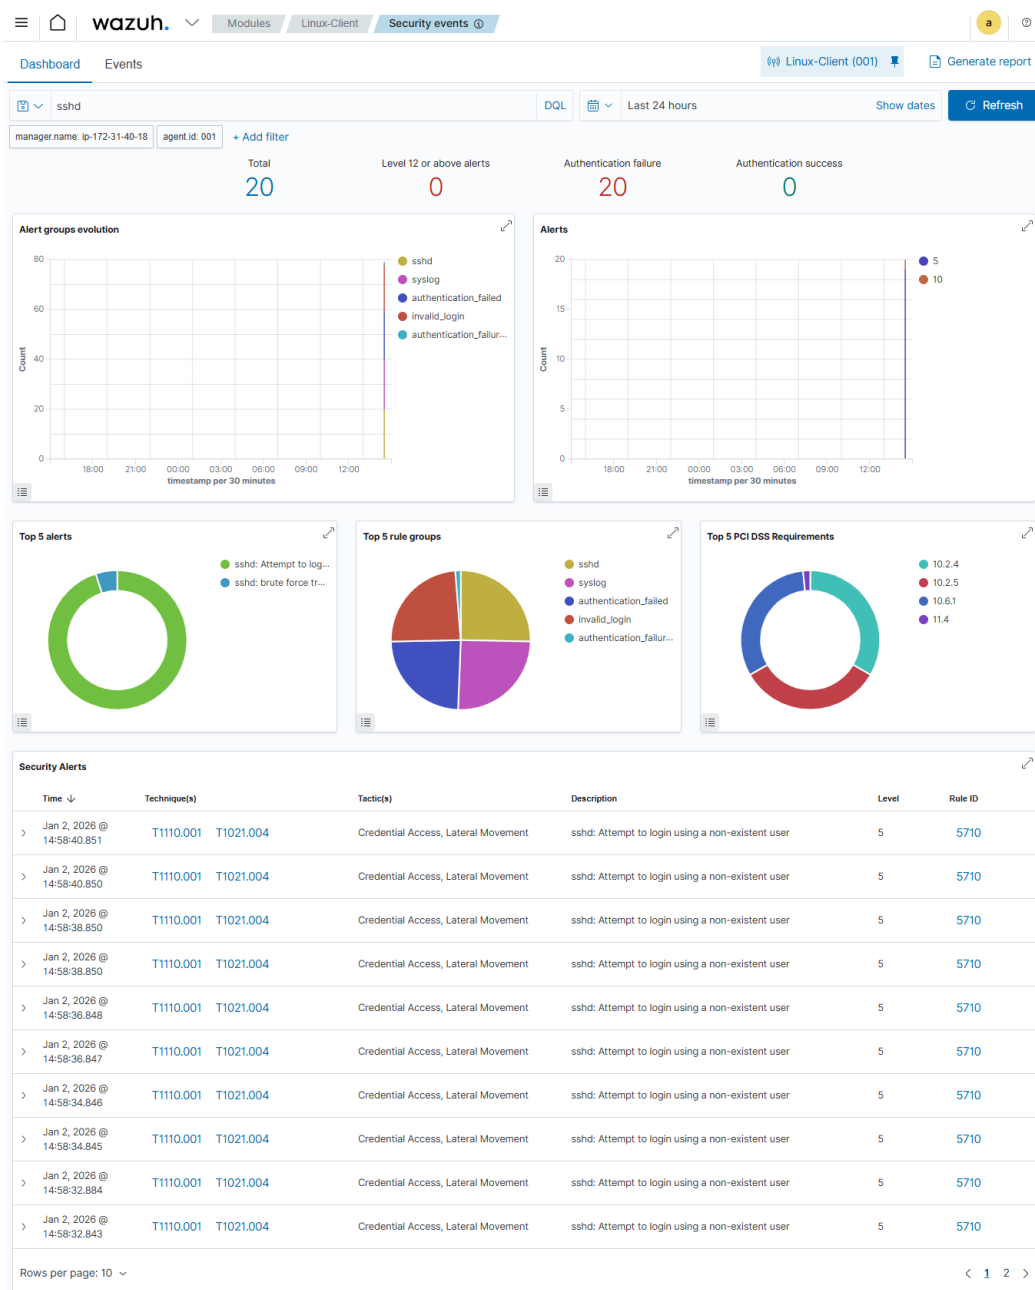 wazuh. Modules Linux-Client Security events a
Dashboard Events Linux-Client (001) Generate report
sshd DQL Last 24 hours Show dates Refresh
manager.name: ip-172-31-40-18 agent.id: 001 + Add filter
Total Level 12 or above alerts Authentication failure Authentication success
20 0 20 0
Alert groups evolution
80
60
40
20
0
Count
18:00 21:00 00:00 03:00 06:00 09:00 12:00
timestamp per 30 minutes
sshd
syslog
authentication_failed
invalid_login
authentication_failur...
Alerts
20
15
10
5
0
Count
18:00 21:00 00:00 03:00 06:00 09:00 12:00
timestamp per 30 minutes
5
10
Top 5 alerts
sshd: Attempt to log...
sshd: brute force tr...
Top 5 rule groups
sshd
syslog
authentication_failed
invalid_login
authentication_failur...
Top 5 PCI DSS Requirements
10.2.4
10.2.5
10.6.1
11.4
Security Alerts
Time Technique(s) Tactic(s) Description Level Rule ID
Jan 2, 2026 @
14:58:40.851 T1110.001 T1021.004 Credential Access, Lateral Movement sshd: Attempt to login using a non-existent user 5 5710
Jan 2, 2026 @
14:58:40.850 T1110.001 T1021.004 Credential Access, Lateral Movement sshd: Attempt to login using a non-existent user 5 5710
Jan 2, 2026 @
14:58:38.850 T1110.001 T1021.004 Credential Access, Lateral Movement sshd: Attempt to login using a non-existent user 5 5710
Jan 2, 2026 @
14:58:38.850 T1110.001 T1021.004 Credential Access, Lateral Movement sshd: Attempt to login using a non-existent user 5 5710
Jan 2, 2026 @
14:58:36.848 T1110.001 T1021.004 Credential Access, Lateral Movement sshd: Attempt to login using a non-existent user 5 5710
Jan 2, 2026 @
14:58:36.847 T1110.001 T1021.004 Credential Access, Lateral Movement sshd: Attempt to login using a non-existent user 5 5710
Jan 2, 2026 @
14:58:34.846 T1110.001 T1021.004 Credential Access, Lateral Movement sshd: Attempt to login using a non-existent user 5 5710
Jan 2, 2026 @
14:58:34.845 T1110.001 T1021.004 Credential Access, Lateral Movement sshd: Attempt to login using a non-existent user 5 5710
Jan 2, 2026 @
14:58:32.884 T1110.001 T1021.004 Credential Access, Lateral Movement sshd: Attempt to login using a non-existent user 5 5710
Jan 2, 2026 @
14:58:32.843 T1110.001 T1021.004 Credential Access, Lateral Movement sshd: Attempt to login using a non-existent user 5 5710
Rows per page: 10 1 2